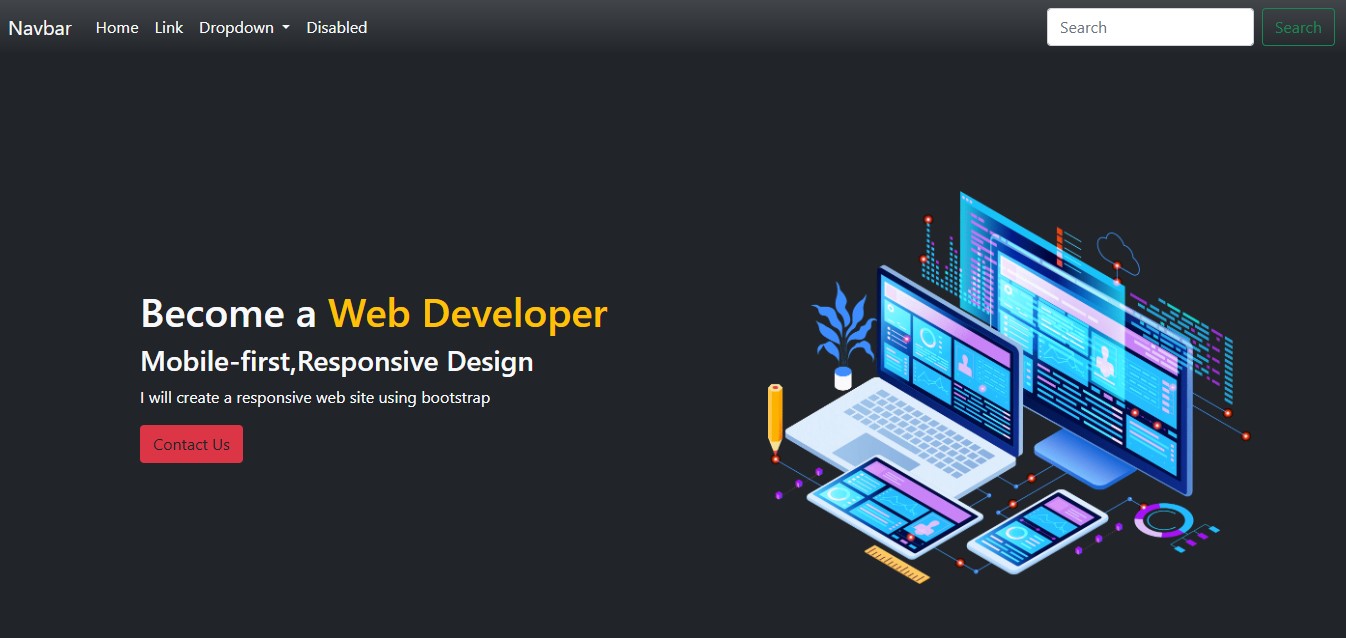 Navbar Home Link Dropdown Disabled Search Search
Become a Web Developer
Mobile-first,Responsive Design
I will create a responsive web site using bootstrap
Contact Us